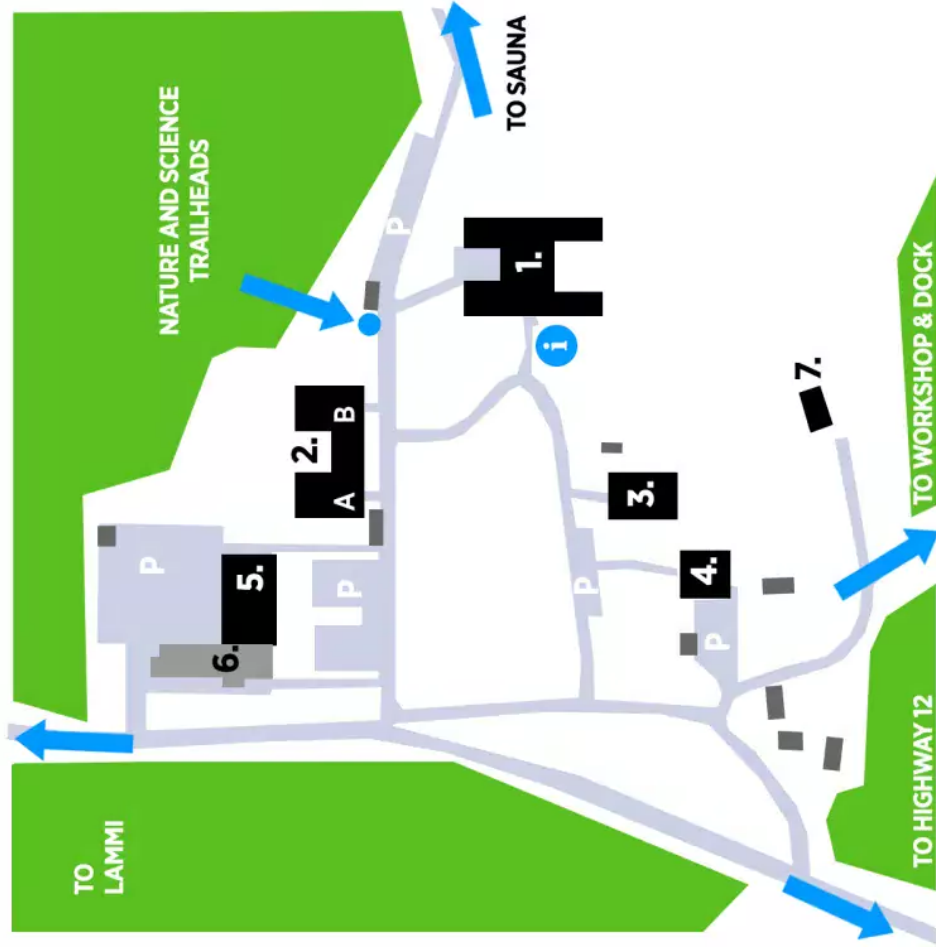 TO
LAMMI
P
NATURE AND SCIENCE
TRAILHEADS
6.
5.
2.
P
A
B
P
TO SAUNA
1.
i
P
3.
4.
P
7.
TO HIGHWAY 12
TO WORKSHOP & DOCK